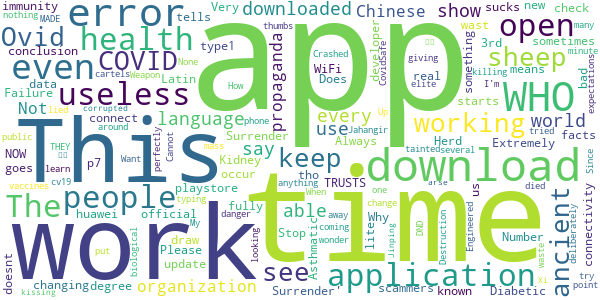 immunity sucks tells Very downloaded Chinese show new check
nothing MADE error developer thumbs open many
conclusion Ovid health type1 3rd sometimes minute
None cartels Weapon even COVID WiFi CovidSafe something wast sheep expectations
data Latin Does giving real killing I'm bad
Failure useless How app elite means
Not lied corrupted propaganda Up starts WHO
public THEY connect around phone language use every working
NOW This Cannot Surrender Want mass Jahangir world
goes learn p7 perfectly say Always tainted several Herd facts
cv19 Kidney Extremely
people tho TRUSTS keep download Since
vaccines playstore occur anything away one coming change us arse died
The huawei official typing When wonder
My fully able DND lite Why Number connectivity
danger Stop Asthmatic Destruction Jinping known ancient deliberately
work Please draw looking see time application
biological update Engineered scammers waste
put changing degree doesnt Surrender' Xi Diabetic try
kissing organization point
tried